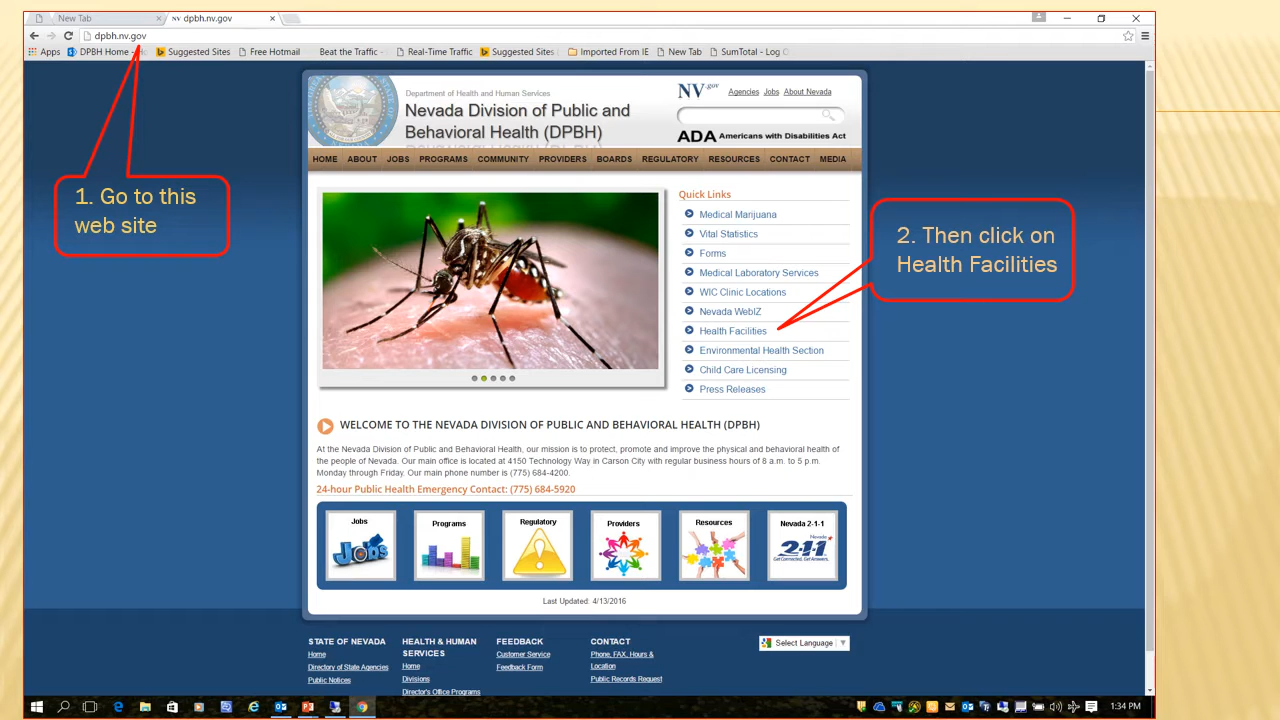 New Tab
NV dpbh.nv.gov
dpbh.nv.gov
Apps DPBH Home - Suggested Sites Free Hotmail Beat the Traffic - Real-Time Traffic Suggested Sites Imported From IE New Tab SumTotal - Log O
1. Go to this
web site
Department of Health and Human Services
Nevada Division of Public and
Behavioral Health (DPBH)
NV.gov Agencies Jobs About Nevada
ADA Americans with Disabilities Act
HOME ABOUT JOBS PROGRAMS COMMUNITY PROVIDERS BOARDS REGULATORY RESOURCES CONTACT MEDIA
Quick Links
Medical Marijuana
Vital Statistics
Forms
Medical Laboratory Services
WIC Clinic Locations
Nevada WebIZ
Health Facilities
Environmental Health Section
Child Care Licensing
Press Releases
2. Then click on
Health Facilities
WELCOME TO THE NEVADA DIVISION OF PUBLIC AND BEHAVIORAL HEALTH (DPBH)
At the Nevada Division of Public and Behavioral Health, our mission is to protect, promote and improve the physical and behavioral health of
the people of Nevada. Our main office is located at 4150 Technology Way in Carson City with regular business hours of 8 a.m. to 5 p.m.
Monday through Friday. Our main phone number is (775) 684-4200.
24-hour Public Health Emergency Contact: (775) 684-5920
Jobs Programs Regulatory Providers Resources Nevada 2-1-1
Jobs
Nevada
2-1-1
Get Connected. Get Answers.
Last Updated: 4/13/2016
STATE OF NEVADA
Home
Directory of State Agencies
Public Notices
HEALTH & HUMAN
SERVICES
Home
Divisions
Director's Office Programs
FEEDBACK
Customer Service
Feedback Form
CONTACT
Phone, FAX, Hours &
Location
Public Records Request
Select Language
1:34 PM